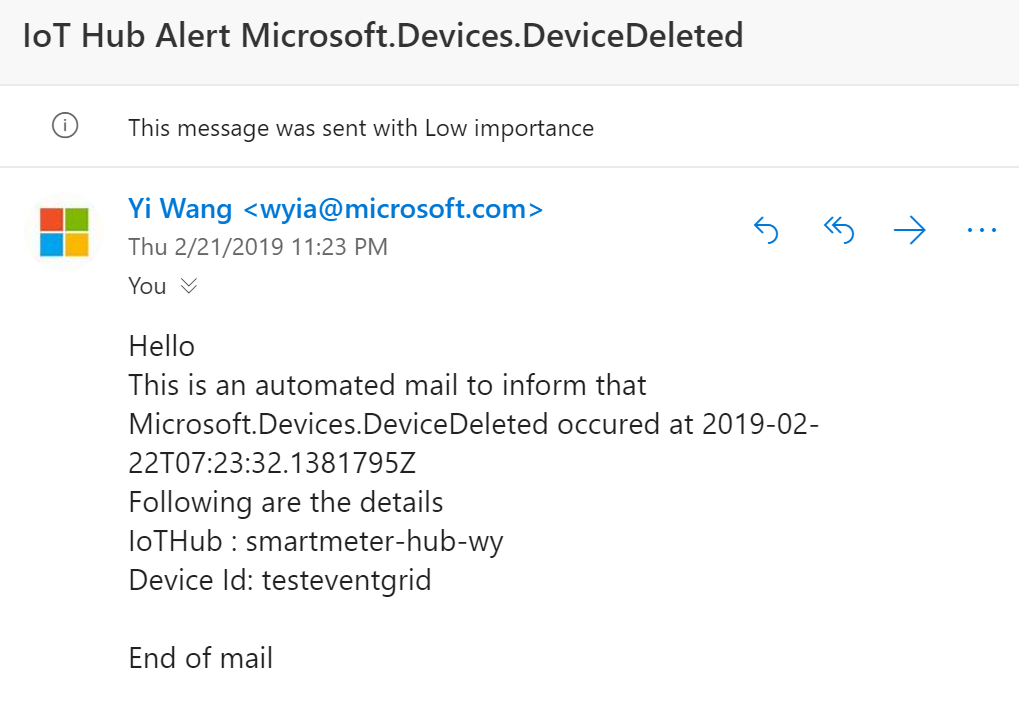 IoT Hub Alert Microsoft.Devices.DeviceDeleted
This message was sent with Low importance
Yi Wang <wyia@microsoft.com>
Thu 2/21/2019 11:23 PM
You
Hello
This is an automated mail to inform that
Microsoft.Devices.DeviceDeleted occured at 2019-02-
22T07:23:32.1381795Z
Following are the details
IoTHub : smartmeter-hub-wy
Device Id: testeventgrid
End of mail